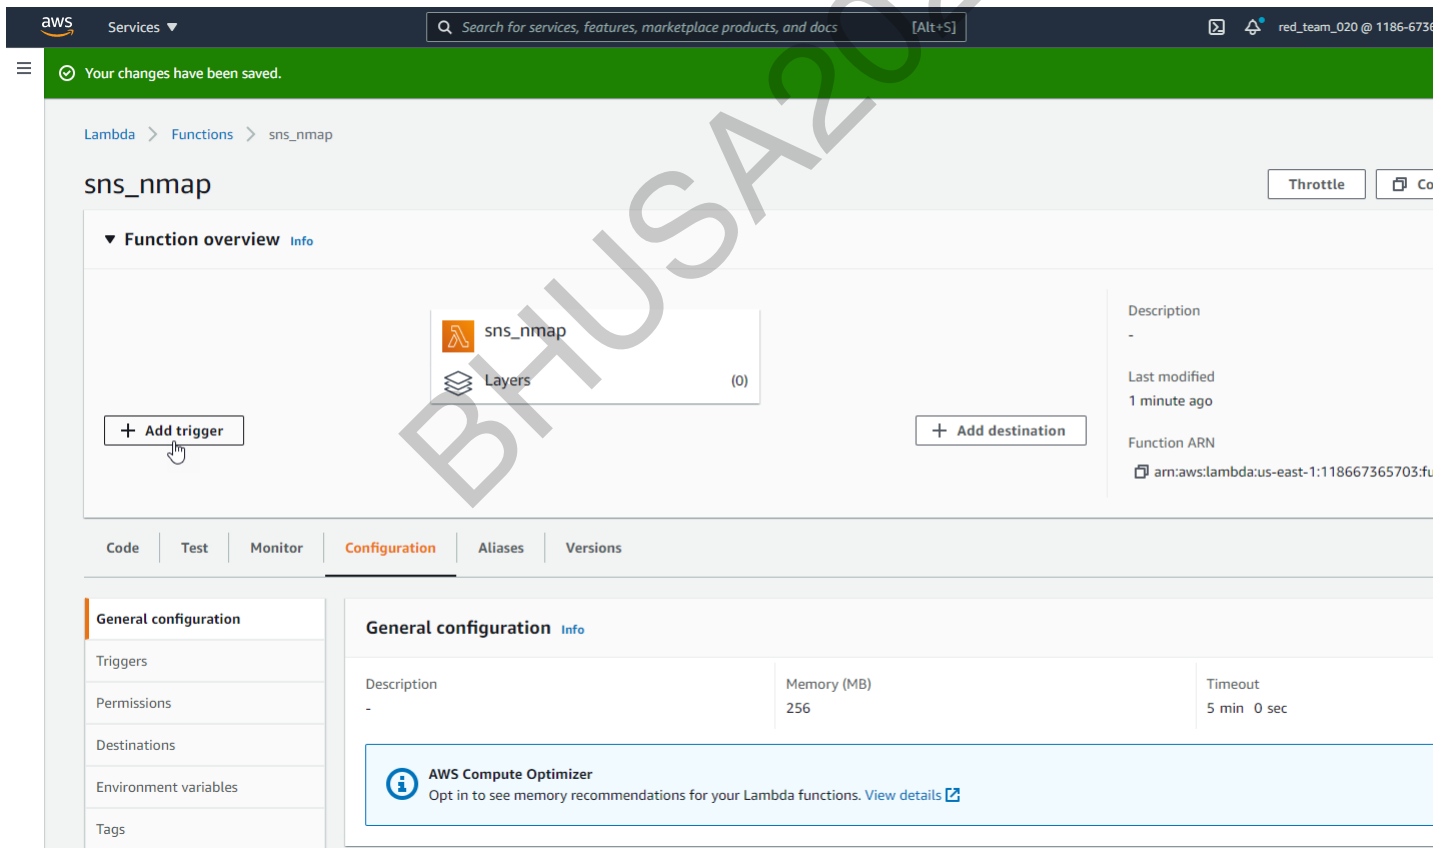 aws Services ▼ Search for services, features, marketplace products, and docs [Alt+S] red_team_020 @ 1186-6736
Your changes have been saved.
Lambda > Functions > sns_nmap
sns_nmap
Throttle
▼ Function overview Info
sns_nmap
Layers (0)
+ Add trigger
+ Add destination
Description
-
Last modified
1 minute ago
Function ARN
arn:aws:lambda:us-east-1:118667365703:fu
Code Test Monitor Configuration Aliases Versions
General configuration
Triggers
Permissions
Destinations
Environment variables
Tags
General configuration Info
Description
-
Memory (MB)
256
Timeout
5 min 0 sec
AWS Compute Optimizer
Opt in to see memory recommendations for your Lambda functions. View details
BHUSA202